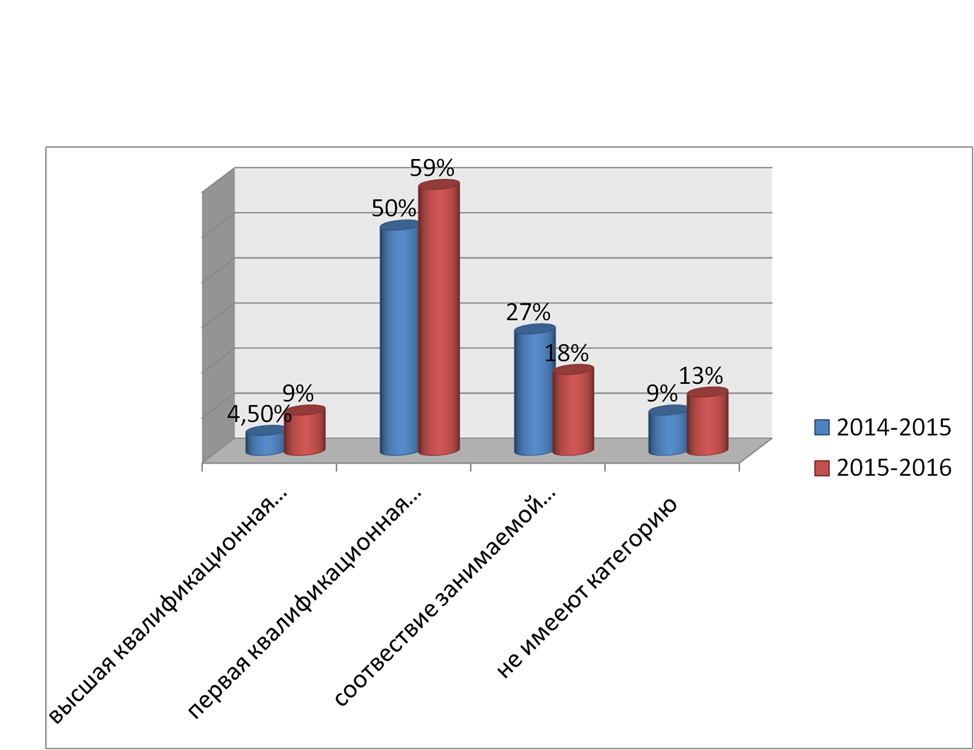 59%
50%
27%
18%
9%
13%
4,50%
9%
2014-2015
2015-2016
высшая квалификационная...
первая квалификационная...
соотвествие занимаемой...
не имееют категорию